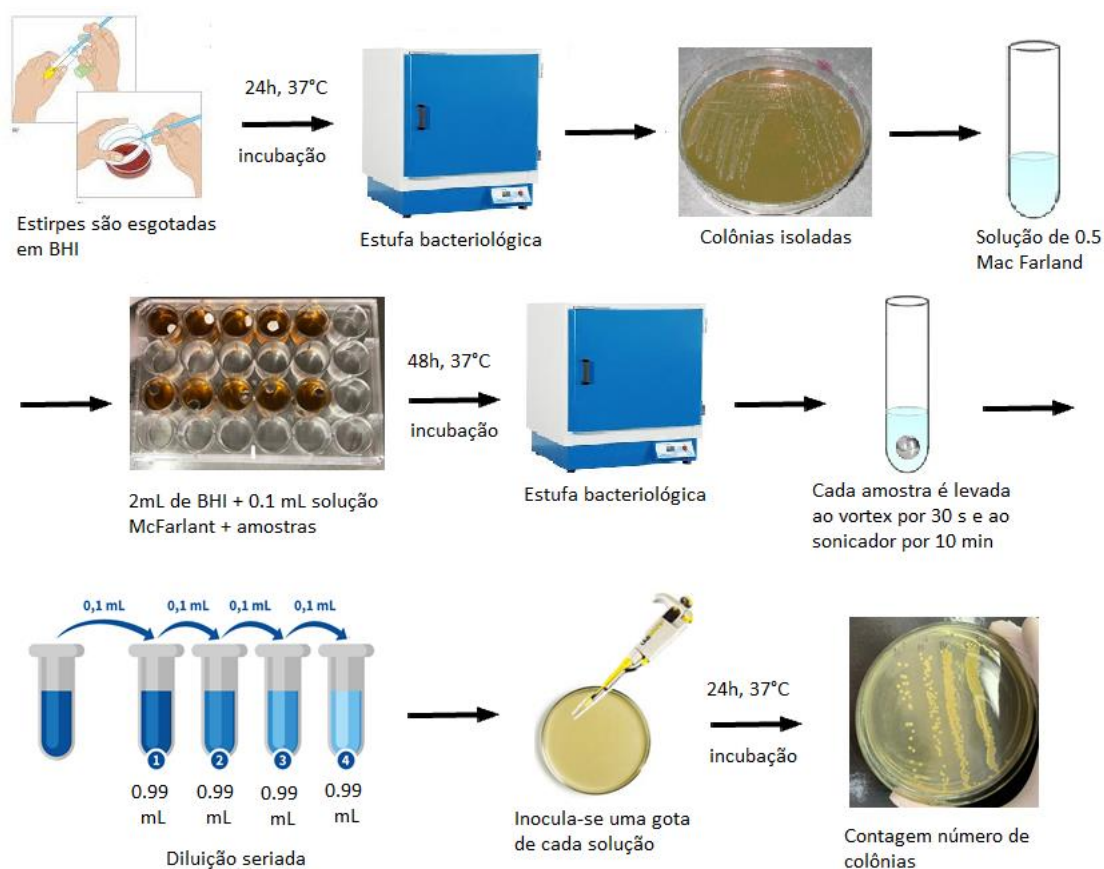 24h, 37°C
incubação
Estirpes são esgotadas
em BHI
Estufa bacteriológica
Colônias isoladas
Solução de 0.5
Mac Farland
48h, 37°C
incubação
2mL de BHI + 0.1 mL solução
McFarlant + amostras
Estufa bacteriológica
Cada amostra é levada
ao vortex por 30 s e ao
sonicador por 10 min
0,1 mL
0,1 mL
0,1 mL
0,1 mL
1
2
3
4
0.99
mL
0.99
mL
0.99
mL
0.99
mL
Diluição seriada
Inocula-se uma gota
de cada solução
24h, 37°C
incubação
Contagem número de
colônias